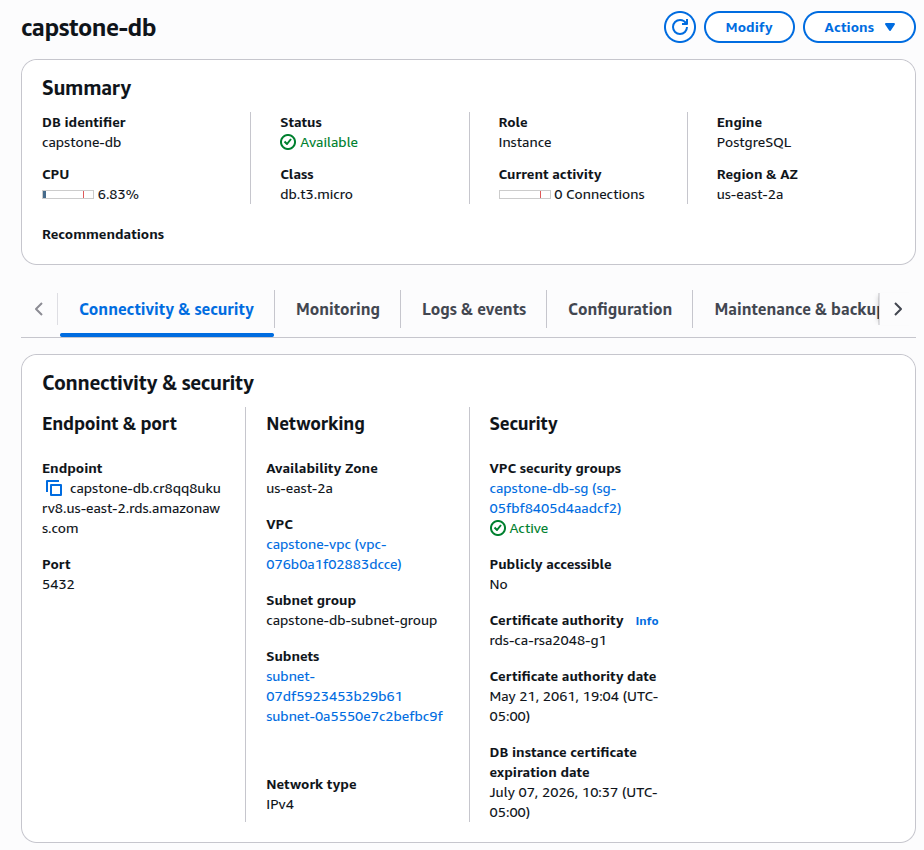 capstone-db
Modify
Actions
Summary
DB identifier
capstone-db
Status
Available
Role
Instance
Engine
PostgreSQL
CPU
6.83%
Class
db.t3.micro
Current activity
0 Connections
Region & AZ
us-east-2a
Recommendations
Connectivity & security
Monitoring
Logs & events
Configuration
Maintenance & backup
Connectivity & security
Endpoint & port
Endpoint
capstone-db.cr8qq8uku
rv8.us-east-2.rds.amazonaw
s.com
Port
5432
Networking
Availability Zone
us-east-2a
VPC
capstone-vpc (vpc-
076b0a1f02883dcce)
Subnet group
capstone-db-subnet-group
Subnets
subnet-
07df5923453b29b61
subnet-0a5550e7c2befbc9f
Network type
IPv4
Security
VPC security groups
capstone-db-sg (sg-
05fbf8405d4aadcf2)
Active
Publicly accessible
No
Certificate authority Info
rds-ca-rsa2048-g1
Certificate authority date
May 21, 2061, 19:04 (UTC-
05:00)
DB instance certificate
expiration date
July 07, 2026, 10:37 (UTC-
05:00)